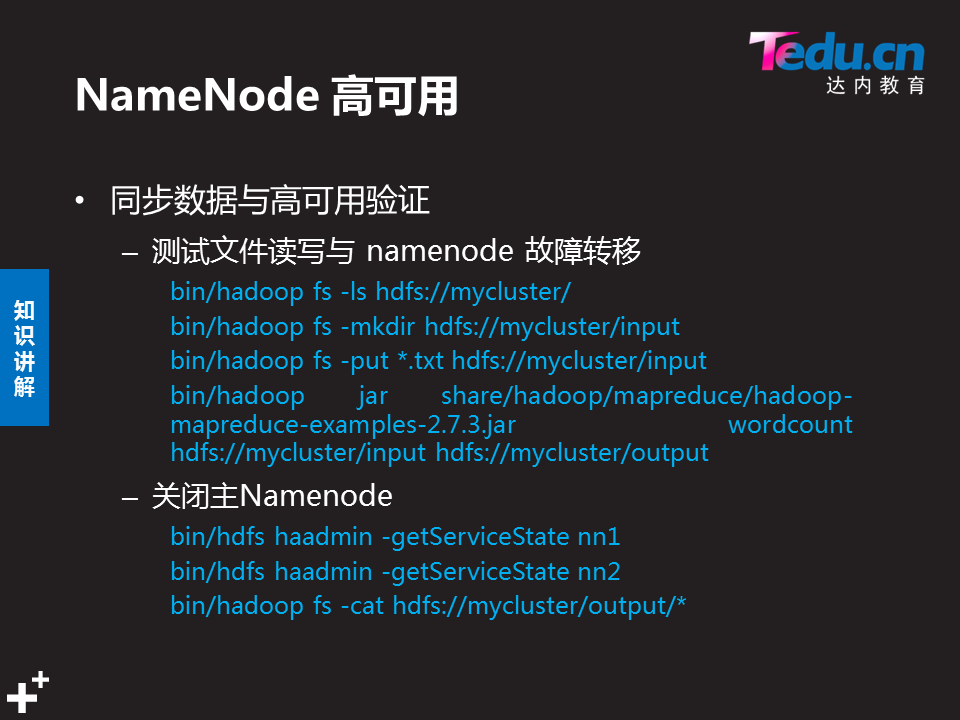 Tedu.cn
达内教育
NameNode 高可用
• 同步数据与高可用验证
– 测试文件读写与 namenode 故障转移
bin/hadoop fs -ls hdfs://mycluster/
bin/hadoop fs -mkdir hdfs://mycluster/input
bin/hadoop fs -put *.txt hdfs://mycluster/input
bin/hadoop jar share/hadoop/mapreduce/hadoop-
mapreduce-examples-2.7.3.jar wordcount
hdfs://mycluster/input hdfs://mycluster/output
– 关闭主Namenode
bin/hdfs haadmin -getServiceState nn1
bin/hdfs haadmin -getServiceState nn2
bin/hadoop fs -cat hdfs://mycluster/output/*
知识讲解